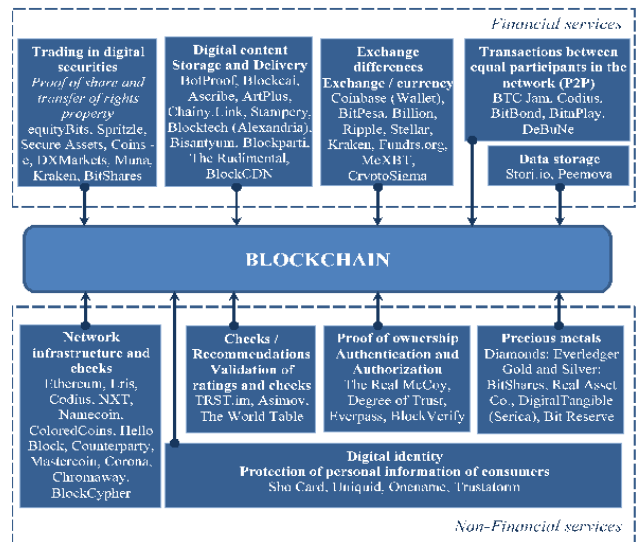 Financial services
Trading in digital
securities
Proof of share and
transfer of rights
property
equityBits. Spritzle,
Secure Assets, Coins -
e, DXMarkets, Muna,
Kraken, BitShares
Digital content
Storage and Delivery
BotProof, Blockcai,
Ascribe, ArtPlus,
Chainy.Link, Stampery,
Blocktech (Alexandria).
Bisantyum. Blockparti.
The Rudimental,
BlockCDN
Exchange
differences
Exchange / currency
Coinbase (Wallet),
BitPesa. Billion,
Ripple, Stellar,
Kraken, Fundrs.org,
MeXBT,
CryptoSigma
Transactions between
equal participants in the
network (P2P)
BTC Jam. Codius.
BitBond, BitnPlay.
DeBuNe
Data storage
Storj.io, Peemova
BLOCKCHAIN
Network
infrastructure and
checks
Ethereum, Eris,
Codius, NXT,
Namecoin.
ColoredCoins. Hello
Block, Counterparty,
Mastercoin, Corona,
Chromaway.
BlockCypher
Checks /
Recommendations
Validation of
ratings and checks
TRST.im, Asimov.
The World Table
Proof of ownership
Authentication and
Authorization
The Real McCoy,
Degree of Trust,
Everpass, BlockVerify
Precious metals
Diamonds: Everledger
Gold and Silver:
BitShares, Real Asset
Co., DigitalTangible
(Serica), Bit Reserve
Digital identity
Protection of personal information of consumers
Sho Card, Uniquid, Onename, Trustatom
Non-Financial services